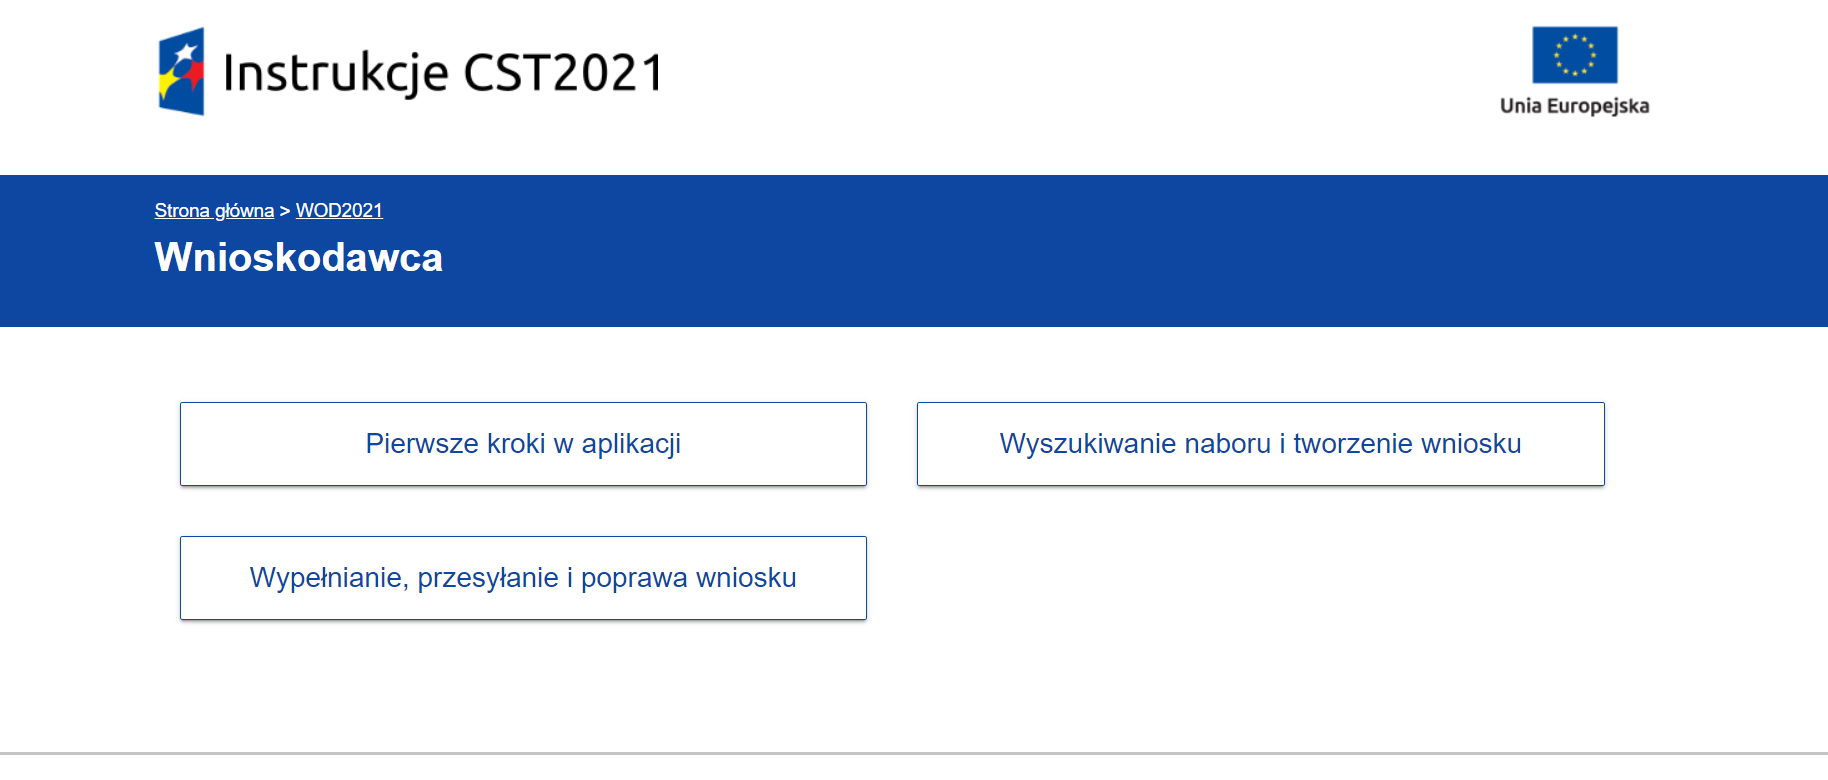 Instrukcje CST2021
Unia Europejska
Strona główna > WOD2021
Wnioskodawca
Pierwsze kroki w aplikacji
Wyszukiwanie naboru i tworzenie wniosku
Wypełnianie, przesyłanie i poprawa wniosku